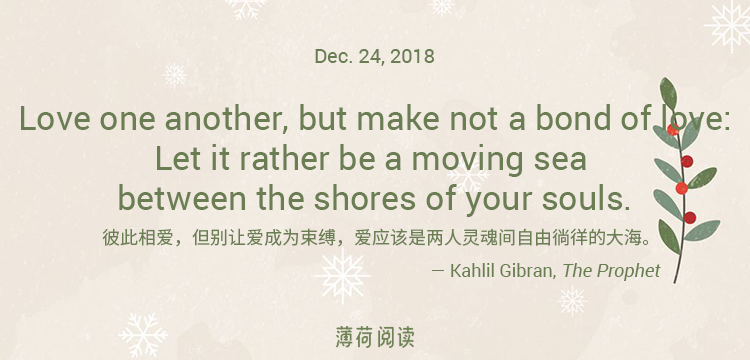 Dec. 24, 2018
Love one another, but make not a bond of love:
Let it rather be a moving sea
between the shores of your souls.
彼此相爱，但别让爱成为束缚，爱应该是两人灵魂间自由徜徉的大海。
— Kahlil Gibran, The Prophet
薄荷阅读